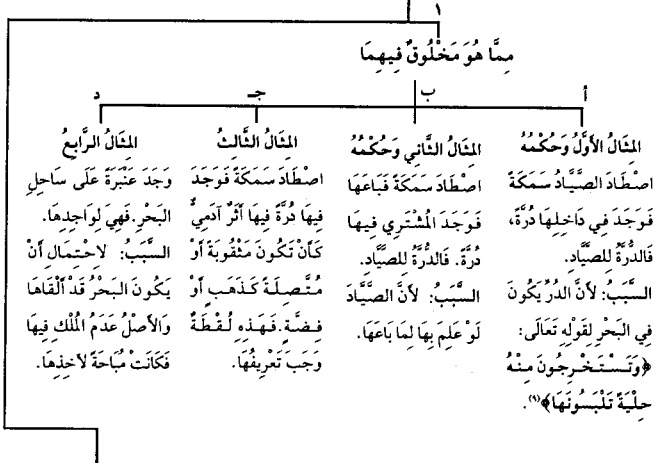 ١
مِمَّا هُوَ مَخْلُوقٌ فِيهِمَا
أ
المِثَالُ الأَوَّلُ وَحُكْمُهُ
اصْطَادَ الصَّيَّادُ سَمَكَةً
فَوَجَدَ فِي دَاخِلِهَا دُرَّةً،
فَالدُّرَةُ لِلصَّيَّادِ.
السَّبَبُ: لأَنَّ الدُرَّ يَكُونَ
فِي البَحْرِ لِقَوْلِهِ تَعَالَى:
﴿وَتَسْتَخْرِجُونَ مِنْهُ
حِلْيَةً تَلْبَسُونَهَا﴾(٩).
ب
المِثَالُ الثَّانِي وَحُكْمُهُ
اصْطَادَ سَمَكَةً فَبَاعَهَا
فَوَجَدَ المُشْتَرِي فِيهَا
دُرَّةً. فَالدُّرَةُ لِلصَّيَّادِ.
السَّبَبُ: لأَنَّ الصَّيَّادَ
لَوْ عَلِمَ بِهَا لمَا بَاعَهَا.
جـ
المِثَالُ الثَّالِثُ
اصْطَادَ سَمَكَةً فَوَجَدَ
فِيهَا دُرَّةً فِيهَا أَثَرُ آدَمِيٍّ
كَأَنْ تَكُونَ مَثْقُوبَةً أَوْ
مُتَّصِلَةً كَذَهَبٍ أَوْ
فِضَّةٍ. فَهَذِهِ لُقَطَةٌ
وَجَبَ تَعْرِيفُهَا.
د
المِثَالُ الرَّابِعُ
وَجَدَ عَنْبَرَةً عَلَى سَاحِلِ
البَحْرِ. فَهِيَ لِوَاجِدِهَا.
السَّبَبُ: لاحْتِمَالِ أَنْ
يَكُونَ البَحْرُ قَدْ أَلْقَاهَا
وَالأَصْلُ عَدَمُ المُلْكِ فِيهَا
فَكَانَتْ مُبَاحَةً لآخِذِهَا.